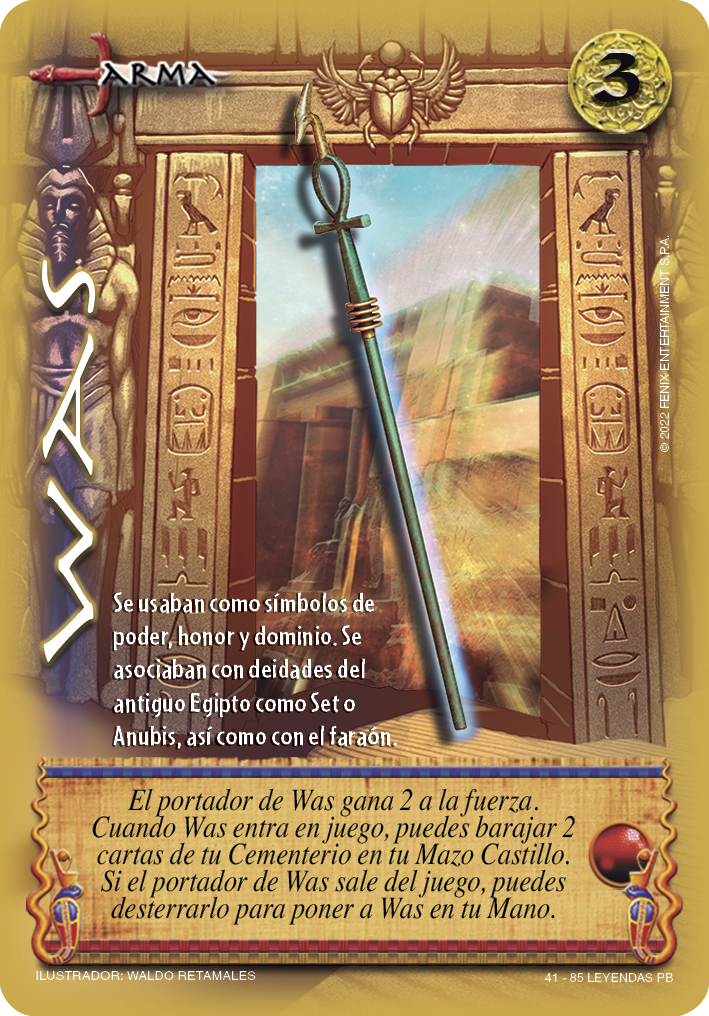 ARMA
3
WAS
© 2022 FENIX ENTERTAINMENT S.P.A.
Se usaban como símbolos de
poder, honor y dominio. Se
asociaban con deidades del
antiguo Egipto como Set o
Anubis, así como con el faraón.
El portador de Was gana 2 a la fuerza.
Cuando Was entra en juego, puedes barajar 2
cartas de tu Cementerio en tu Mazo Castillo.
Si el portador de Was sale del juego, puedes
desterrarlo para poner a Was en tu Mano.
ILUSTRADOR: WALDO RETAMALES
41 - 85 LEYENDAS PB